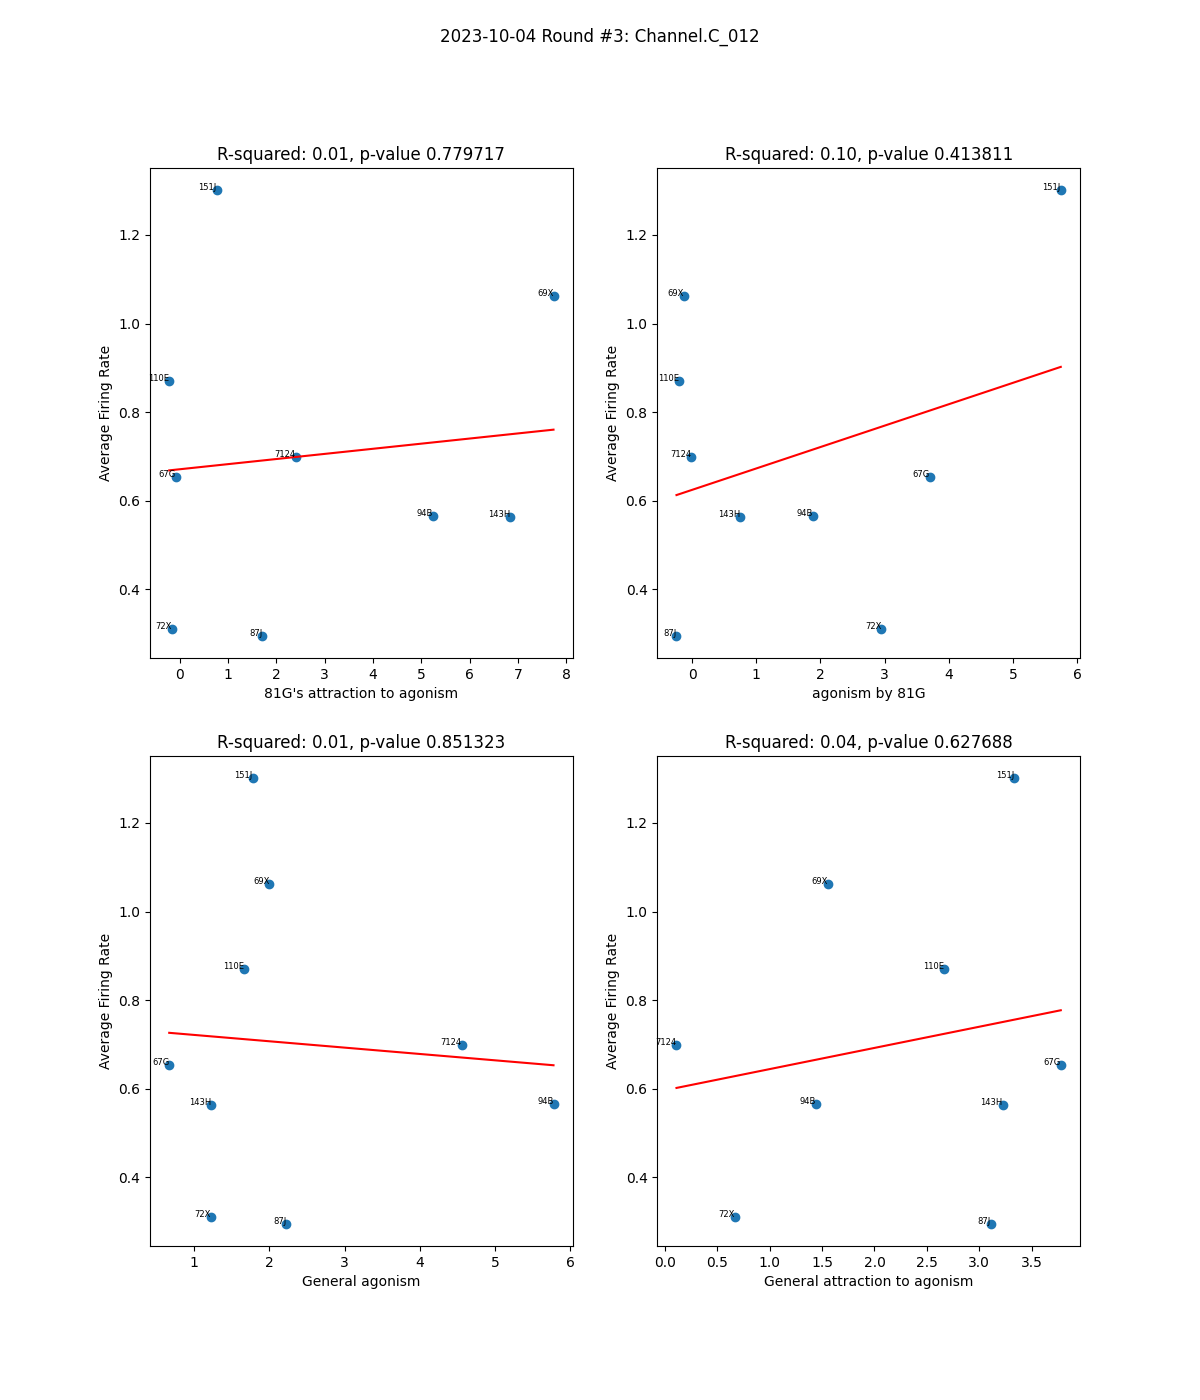 2023-10-04 Round #3: Channel.C_012
R-squared: 0.01, p-value 0.779717
151J
69X
110E
7124
67G
94B
143H
72X
87J
1.2
1.0
0.8
0.6
0.4
Average Firing Rate
0 1 2 3 4 5 6 7 8
81G's attraction to agonism
R-squared: 0.10, p-value 0.413811
151J
69X
110E
7124
67G
143H
94B
72X
87J
1.2
1.0
0.8
0.6
0.4
Average Firing Rate
0 1 2 3 4 5 6
agonism by 81G
R-squared: 0.01, p-value 0.851323
151J
69X
110E
7124
67G
143H
94B
72X
87J
1.2
1.0
0.8
0.6
0.4
Average Firing Rate
1 2 3 4 5 6
General agonism
R-squared: 0.04, p-value 0.627688
151J
69X
110E
7124
67G
94B
143H
72X
87J
1.2
1.0
0.8
0.6
0.4
Average Firing Rate
0.0 0.5 1.0 1.5 2.0 2.5 3.0 3.5
General attraction to agonism